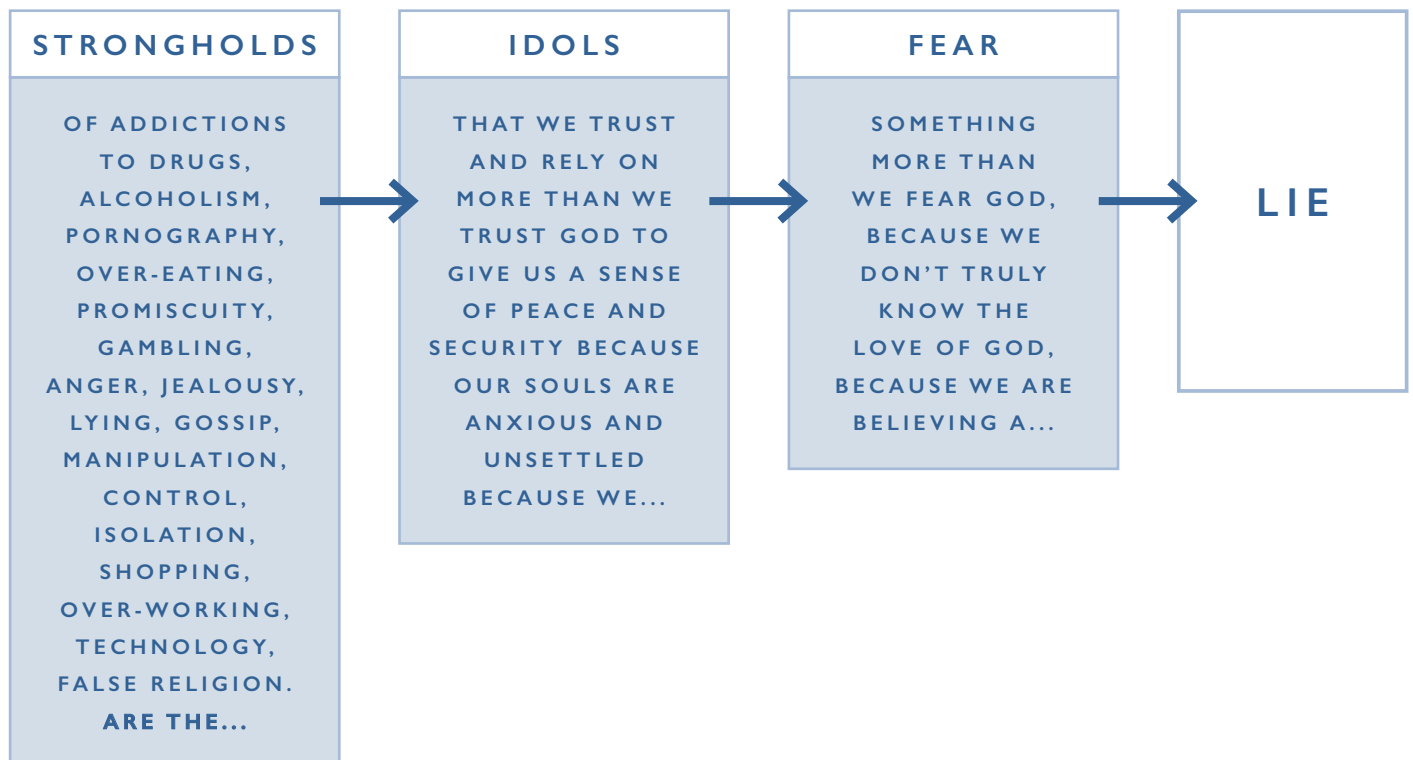 STRONGHOLDS
OF ADDICTIONS
TO DRUGS,
ALCOHOLISM,
PORNOGRAPHY,
OVER-EATING,
PROMISCUITY,
GAMBLING,
ANGER, JEALOUSY,
LYING, GOSSIP,
MANIPULATION,
CONTROL,
ISOLATION,
SHOPPING,
OVER-WORKING,
TECHNOLOGY,
FALSE RELIGION.
ARE THE...
IDOLS
THAT WE TRUST
AND RELY ON
MORE THAN WE
TRUST GOD TO
GIVE US A SENSE
OF PEACE AND
SECURITY BECAUSE
OUR SOULS ARE
ANXIOUS AND
UNSETTLED
BECAUSE WE...
FEAR
SOMETHING
MORE THAN
WE FEAR GOD,
BECAUSE WE
DON'T TRULY
KNOW THE
LOVE OF GOD,
BECAUSE WE ARE
BELIEVING A...
LIE